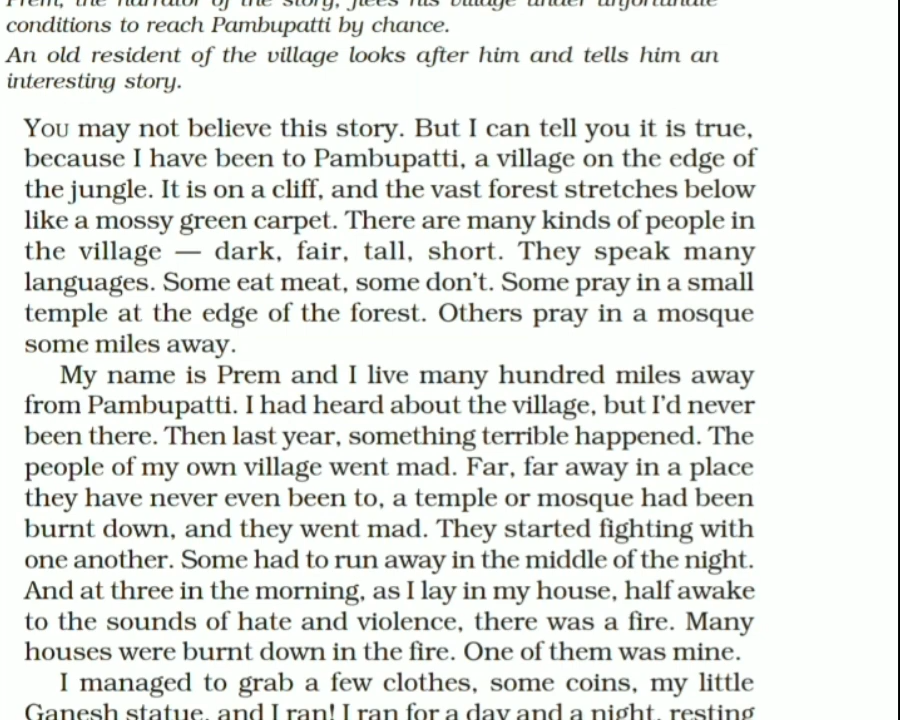 Prem, the narrator of the story, flees his village under unfortunate
conditions to reach Pambupatti by chance.
An old resident of the village looks after him and tells him an
interesting story.
You may not believe this story. But I can tell you it is true,
because I have been to Pambupatti, a village on the edge of
the jungle. It is on a cliff, and the vast forest stretches below
like a mossy green carpet. There are many kinds of people in
the village — dark, fair, tall, short. They speak many
languages. Some eat meat, some don't. Some pray in a small
temple at the edge of the forest. Others pray in a mosque
some miles away.
My name is Prem and I live many hundred miles away
from Pambupatti. I had heard about the village, but I'd never
been there. Then last year, something terrible happened. The
people of my own village went mad. Far, far away in a place
they have never even been to, a temple or mosque had been
burnt down, and they went mad. They started fighting with
one another. Some had to run away in the middle of the night.
And at three in the morning, as I lay in my house, half awake
to the sounds of hate and violence, there was a fire. Many
houses were burnt down in the fire. One of them was mine.
I managed to grab a few clothes, some coins, my little
Ganesh statue, and I ran! I ran for a day and a night, resting